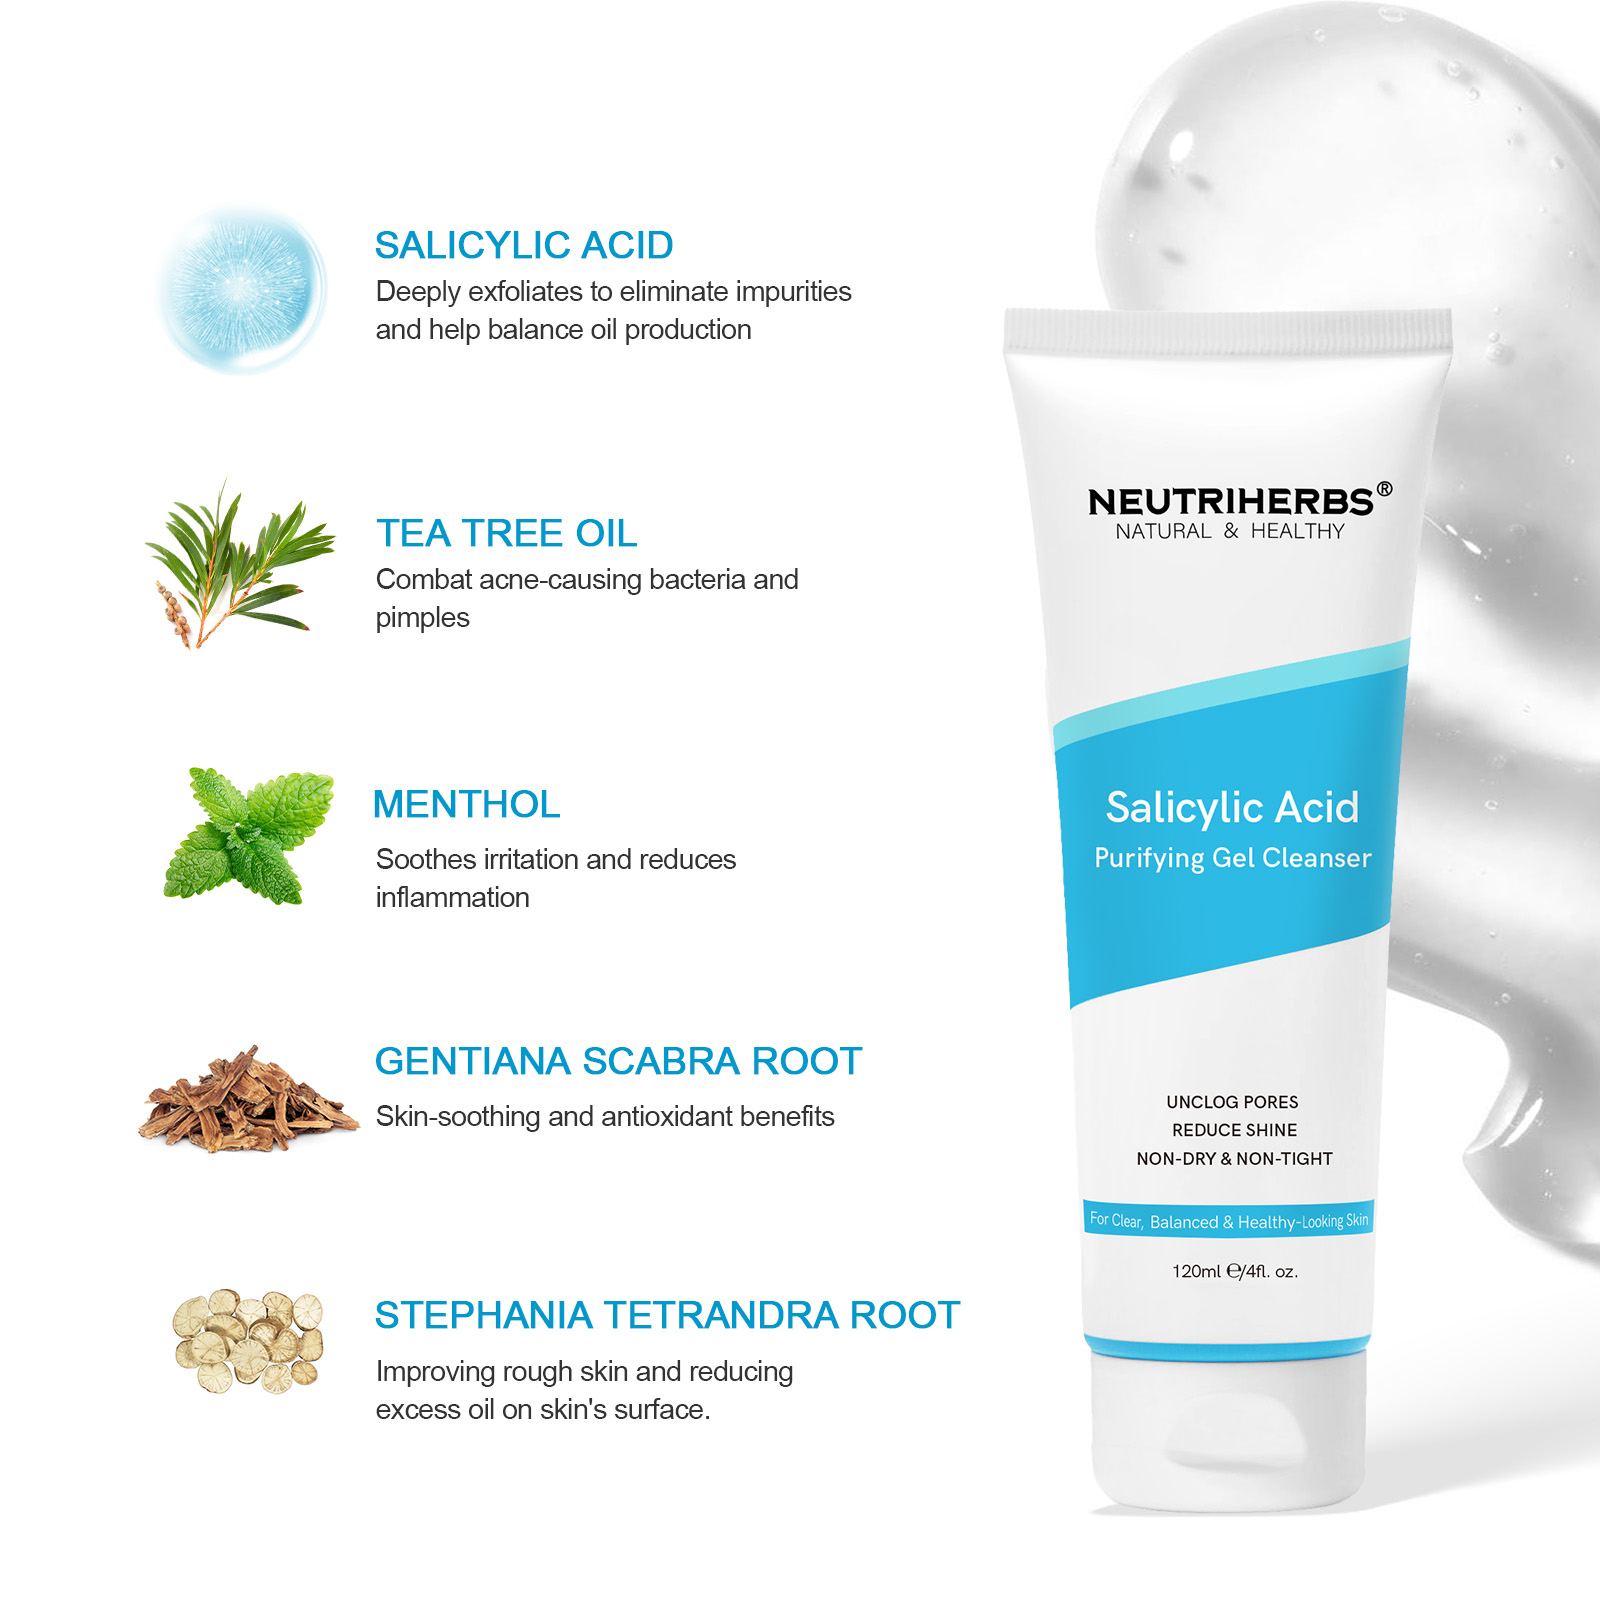 SALICYLIC ACID
Deeply exfoliates to eliminate impurities
and help balance oil production
TEA TREE OIL
Combat acne-causing bacteria and
pimples
MENTHOL
Soothes irritation and reduces
inflammation
GENTIANA SCABRA ROOT
Skin-soothing and antioxidant benefits
STEPHANIA TETRANDRA ROOT
Improving rough skin and reducing
excess oil on skin's surface.
NEUTRIHERBS®
NATURAL & HEALTHY
Salicylic Acid
Purifying Gel Cleanser
UNCLOG PORES
REDUCE SHINE
NON-DRY & NON-TIGHT
For Clear, Balanced & Healthy-Looking Skin
120ml ℮/4fl. oz.